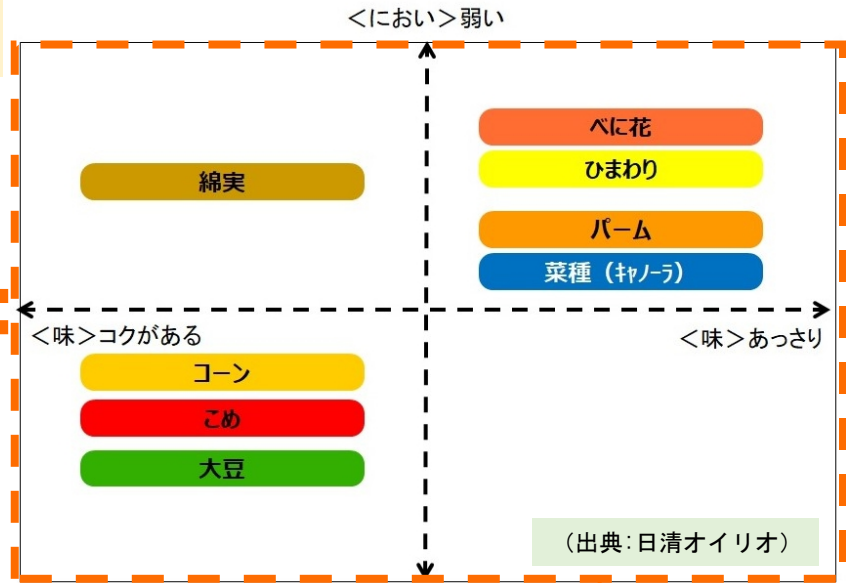 ＜におい＞弱い
べに花
ひまわり
綿実
パーム
菜種（ｷｬﾉｰﾗ）
＜味＞コクがある
＜味＞あっさり
コーン
こめ
大豆
（出典：日清オイリオ）